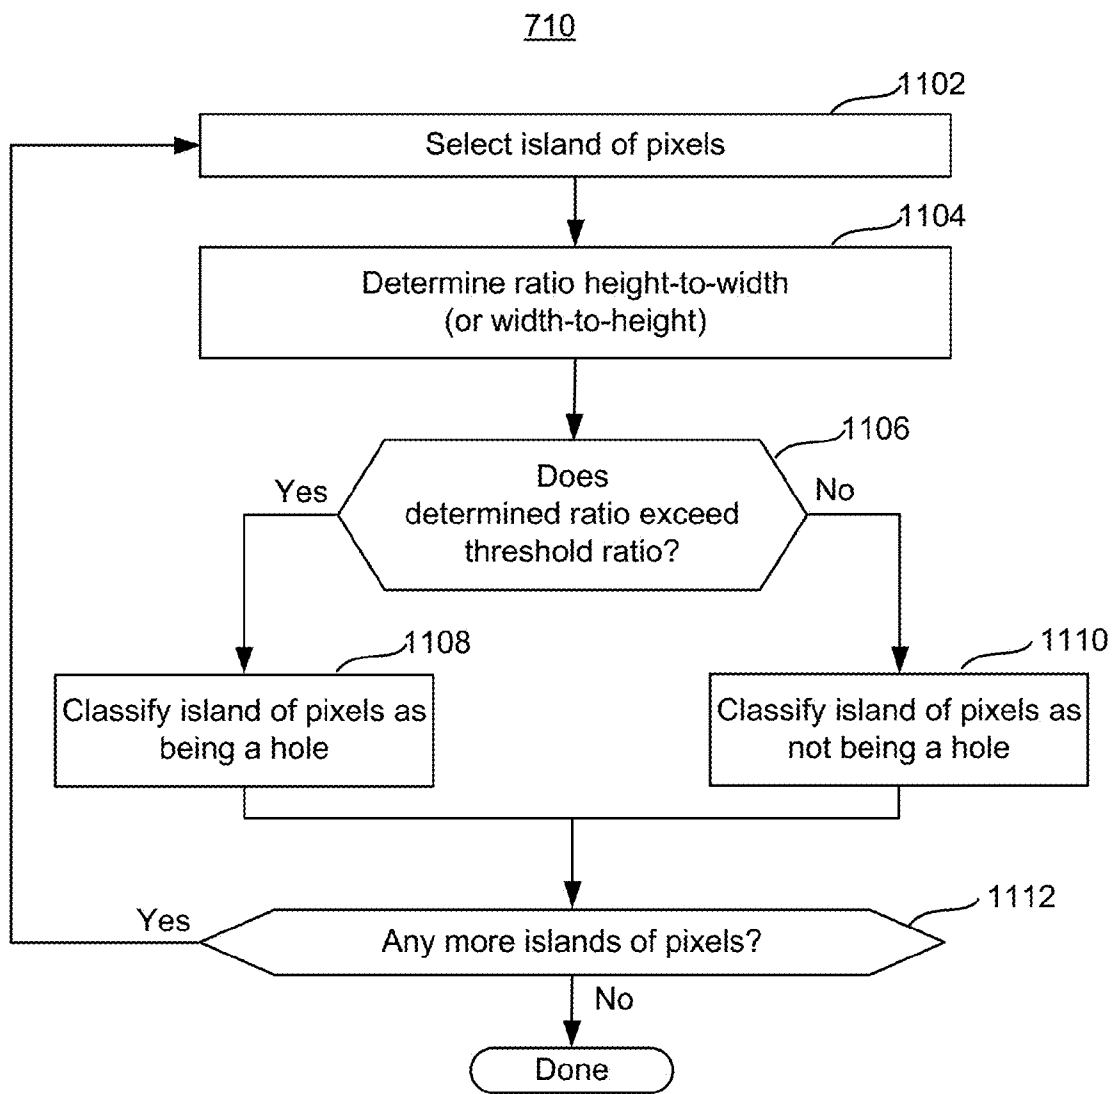 710
1102
Select island of pixels
1104
Determine ratio height-to-width
(or width-to-height)
1106
Does
determined ratio exceed
threshold ratio?
Yes
No
1108
Classify island of pixels as
being a hole
1110
Classify island of pixels as
not being a hole
1112
Any more islands of pixels?
Yes
No
Done